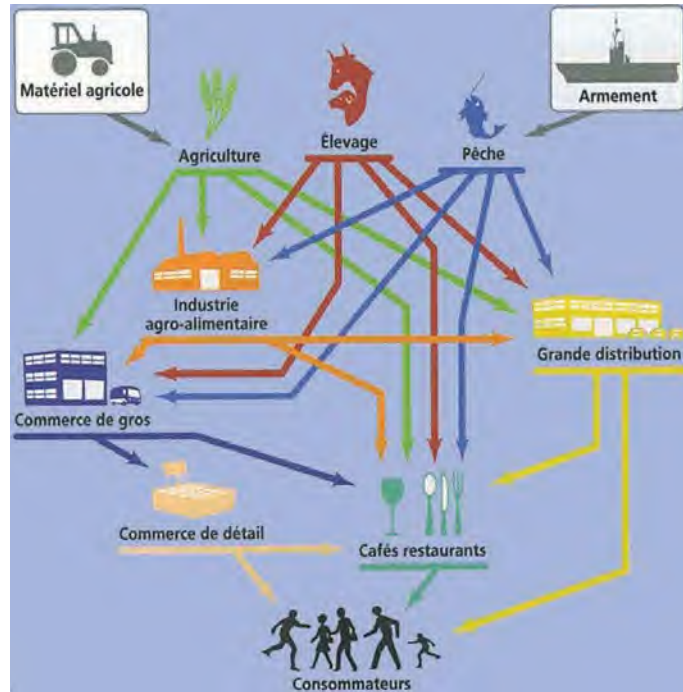 Matériel agricole
Armement
Agriculture
Élevage
Pêche
Industrie
agro-alimentaire
Grande distribution
Commerce de gros
Commerce de détail
Cafés restaurants
Consommateurs